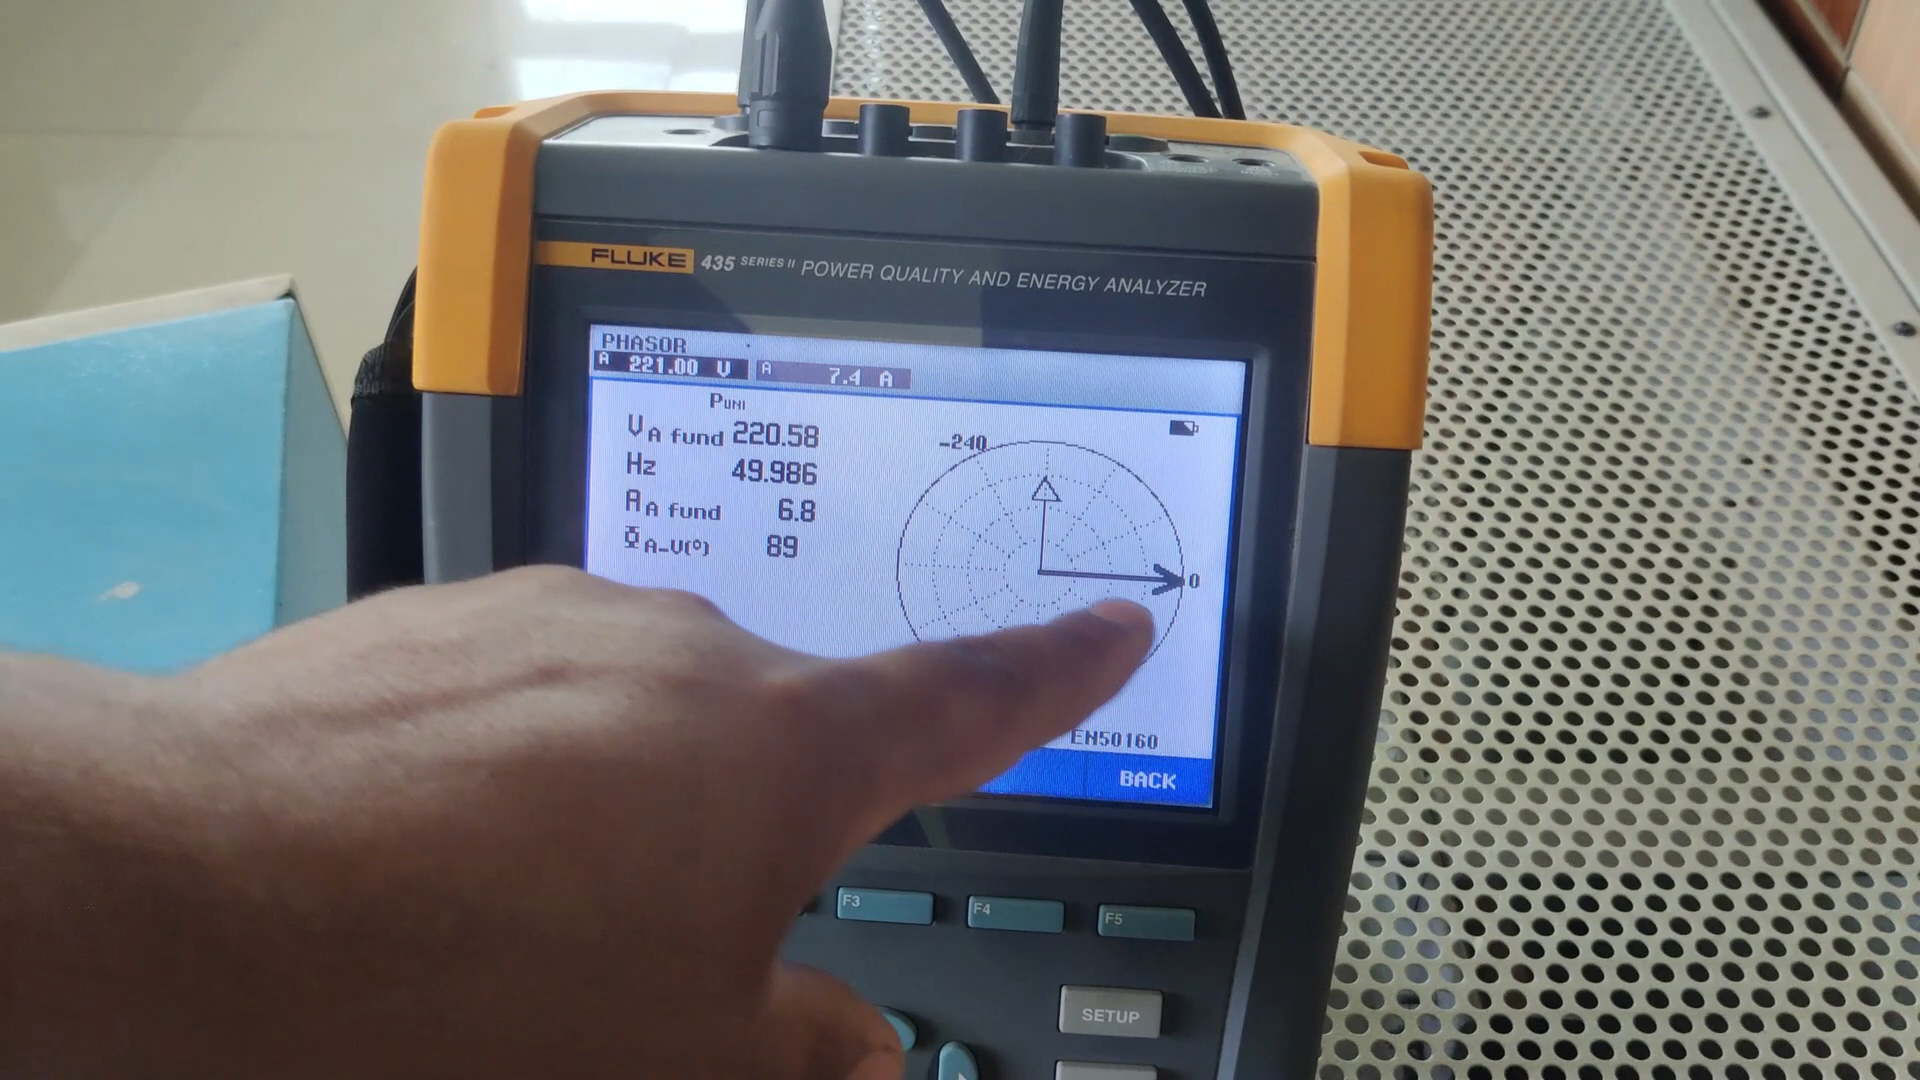 FLUKE 435 SERIES II POWER QUALITY AND ENERGY ANALYZER
PHASOR
A 221.00 V A 7.4 A
PUNI
VA fund 220.58
Hz 49.986
AA fund 6.8
ΦA-V(°) 89
-240
0
EN50160
BACK
F3 F4 F5
SETUP